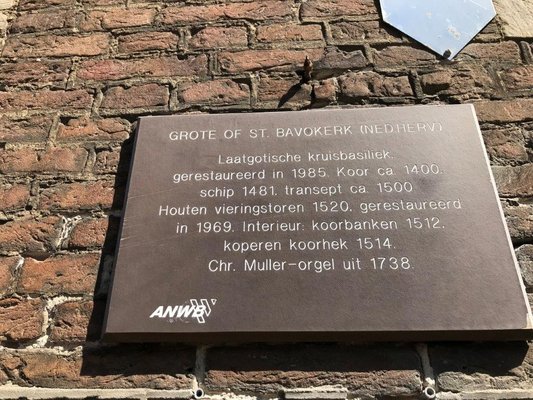 GROTE OF ST. BAVOKERK (NED.HERV.)
Laatgotische kruisbasiliek,
gerestaureerd in 1985. Koor ca. 1400.
schip 1481, transept ca. 1500.
Houten vieringstoren 1520, gerestaureerd
in 1969. Interieur: koorbanken 1512,
koperen koorhek 1514.
Chr. Muller-orgel uit 1738.
ANWB